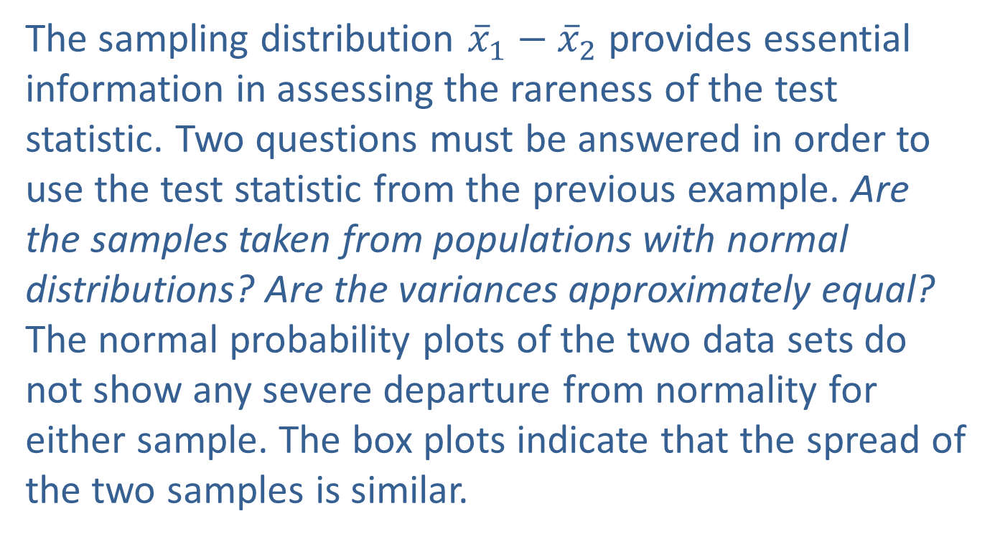 The sampling distribution x̄₁ − x̄₂ provides essential
information in assessing the rareness of the test
statistic. Two questions must be answered in order to
use the test statistic from the previous example. Are
the samples taken from populations with normal
distributions? Are the variances approximately equal?
The normal probability plots of the two data sets do
not show any severe departure from normality for
either sample. The box plots indicate that the spread of
the two samples is similar.